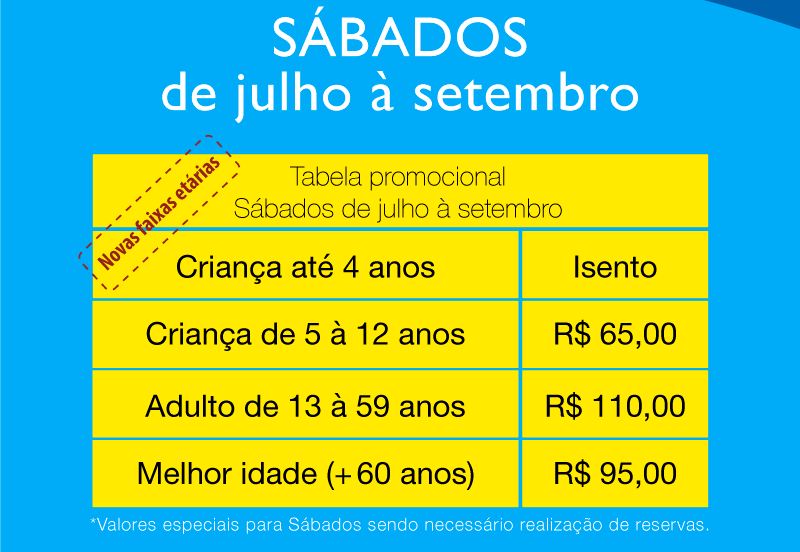 SÁBADOS
de julho à setembro
Novas faixas etárias
Tabela promocional
Sábados de julho à setembro
Criança até 4 anos Isento
Criança de 5 à 12 anos R$ 65,00
Adulto de 13 à 59 anos R$ 110,00
Melhor idade (+60 anos) R$ 95,00
*Valores especiais para Sábados sendo necessário realização de reservas.